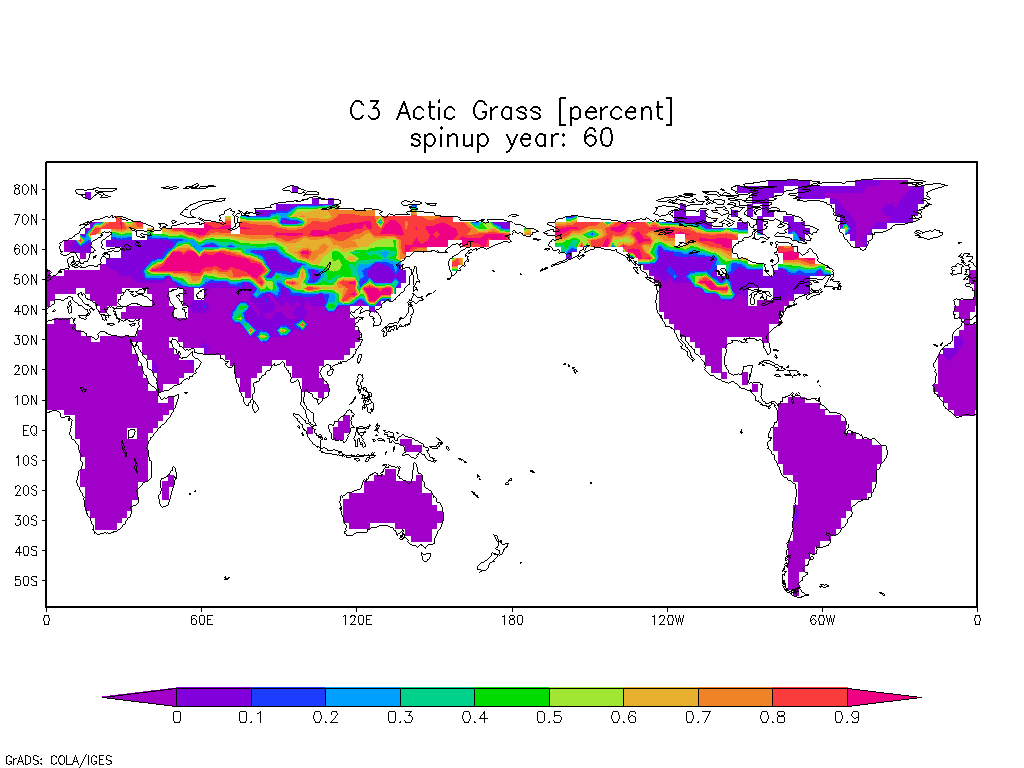 C3 Actic Grass [percent]
spinup year: 60
80N
70N
60N
50N
40N
30N
20N
10N
EQ
10S
20S
30S
40S
50S
0 60E 120E 180 120W 60W 0
0 0.1 0.2 0.3 0.4 0.5 0.6 0.7 0.8 0.9
GrADS: COLA/IGES